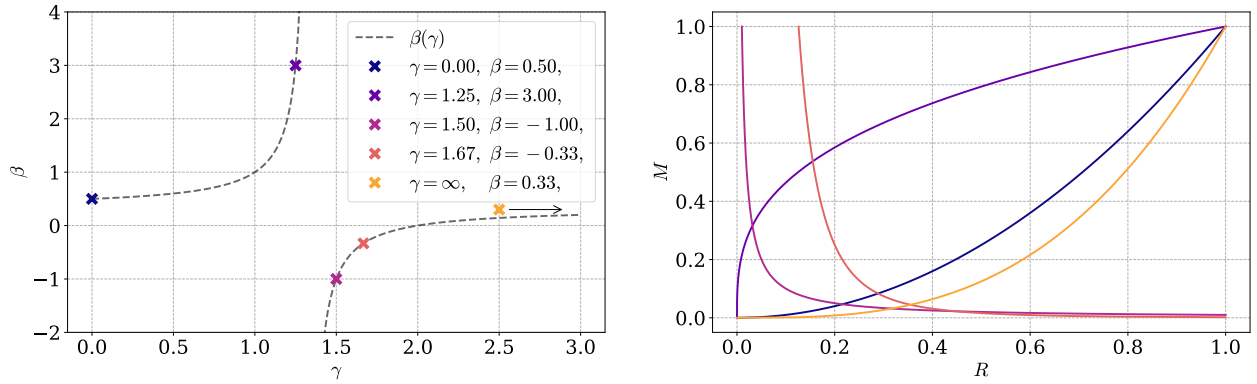 4
3
2
1
0
−1
−2
β
0.0 0.5 1.0 1.5 2.0 2.5 3.0
γ
β(γ)
γ = 0.00, β = 0.50,
γ = 1.25, β = 3.00,
γ = 1.50, β = −1.00,
γ = 1.67, β = −0.33,
γ = ∞, β = 0.33,
1.0
0.8
0.6
0.4
0.2
0.0
M
0.0 0.2 0.4 0.6 0.8 1.0
R